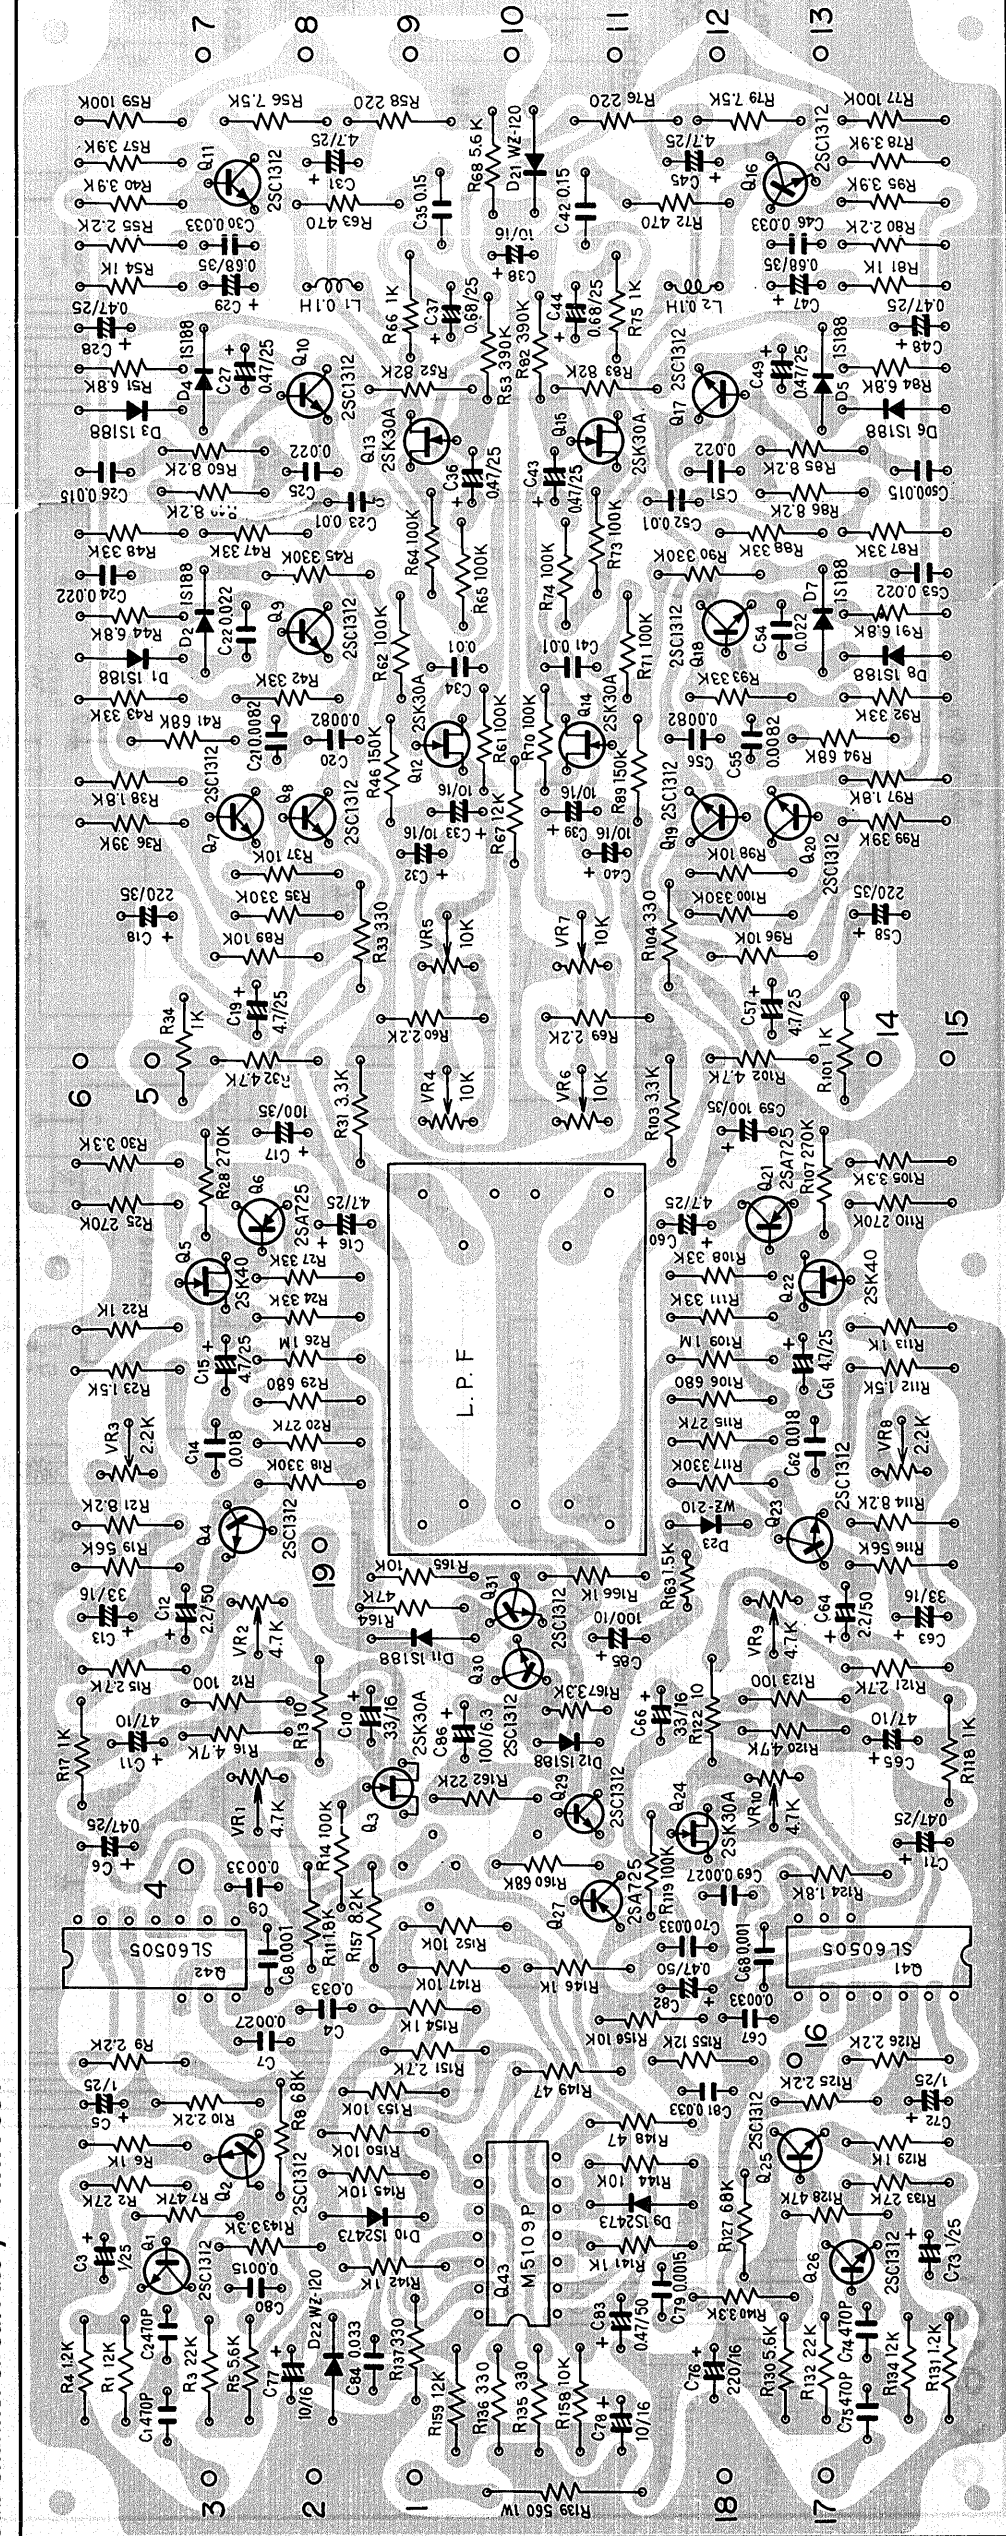 7
8
9
10
11
12
13
R59 100K
R56 7.5K
R58 220
R76 220
R79 7.5K
R77 100K
R57 3.9K
Q11
2SC1312
4.7/25
C31
R68 5.6K
D21 WZ-120
4.7/25
C45
Q16
2SC1312
R78 3.9K
R40 3.9K
R63 470
C35 0.15
C42 0.15
R72 470
R95 3.9K
R55 2.2K
C30 0.033
10/16
C38
C46 0.033
R80 2.2K
R54 1K
0.68/35
C29
L1 0.1H
R66 1K
C37
0.68/25
C44
0.68/25
R75 1K
L2 0.1H
0.68/35
C47
R81 1K
0.47/25
C28
1S188
D4
C27
0.47/25
Q10
2SC1312
R52 82K
R53 390K
R82 390K
R83 82K
2SC1312
Q17
C49
0.47/25
D5
1S188
0.47/25
C48
R51 6.8K
D3 1S188
R84 6.8K
D6 1S188
R50 8.2K
0.022
C25
Q13
2SK30A
Q15
2SK30A
0.022
C51
R85 8.2K
C26 0.015
8.2K
C23 0.01
C36
0.47/25
C43
0.47/25
C52 0.01
R86 8.2K
C50 0.015
R48 33K
R47 33K
R45 330K
R64 100K
R65 100K
R74 100K
R73 100K
R90 330K
R88 33K
R87 33K
C24 0.022
R44 6.8K
D2
1S188
C22 0.022
Q9
2SC1312
R62 100K
R71 100K
2SC1312
Q18
C54
0.022
D7
1S188
C53 0.022
R91 6.8K
D1 1S188
0.01
C34
C41 0.01
D8 1S188
R43 33K
R42 33K
R93 33K
R92 33K
R41 68K
C21 0.0082
0.0082
C20
R46 150K
Q12
2SK30A
R61 100K
R70 100K
Q14
2SK30A
R89 150K
0.0082
C56
C55
0.0082
R94 68K
R38 1.8K
Q7
2SC1312
Q8
2SC1312
10/16
C33
R67 12K
10/16
C39
Q19 2SC1312
Q20
2SC1312
R97 1.8K
R36 39K
R37 10K
10/16
C32
10/16
C40
R98 10K
R99 39K
220/35
C18
R35 330K
R33 330
VR5
10K
VR7
10K
R104 330
R100 330K
220/35
C58
R89 10K
R96 10K
R34
1K
C19
4.7/25
R60 2.2K
R69 2.2K
C57
4.7/25
R101 1K
14
15
6
5
R32 4.7K
VR4
10K
VR6
10K
R102 4.7K
R31 3.3K
R103 3.3K
R30 3.3K
R28 270K
100/35
C17
C59 100/35
R107 270K
R105 3.3K
R25 270K
Q6
2SA725
4.7/25
C16
4.7/25
C60
Q21
2SA725
R110 270K
Q5
2SK40
R27 33K
R108 33K
Q22
2SK40
R22 1K
R24 33K
R111 33K
R113 1K
R23 1.5K
C15
4.7/25
R26 1M
L.P.F
R109 1M
C61 4.7/25
R112 1.5K
R29 680
R106 680
VR3
2.2K
C14
0.018
R20 27K
R115 27K
C62 0.018
VR8
2.2K
R18 330K
R117 330K
R21 8.2K
Q4
2SC1312
WZ-210
D23
Q23
2SC1312
R114 8.2K
R19 56K
19
R165
10K
R116 56K
33/16
C13
C12
2.2/50
47K
R164
Q31
2SC1312
R166 1K
R163 1.5K
C64
2.2/50
33/16
C63
VR2
4.7K
D11 1S188
Q30
2SC1312
100/10
C85
VR9
4.7K
R15 2.7K
R12
100
R13 10
C10
33/16
C86
100/6.3
R167 3.3K
C66
33/16
R122 10
R123 100
R121 2.7K
R17 1K
47/10
C11
R16 4.7K
D12 1S188
R120 4.7K
47/10
C65
R118 1K
VR1
4.7K
Q3
2SK30A
R162 22K
Q29
2SC1312
Q24
2SK30A
VR10
4.7K
0.47/25
C6
R14 100K
R119 100K
0.47/25
C71
4
0.0033
C9
R11 1.8K
R157 8.2K
R160 68K
Q27
2SA725
C69 0.0027
R124 1.8K
SL60505
Q42
C8 0.001
R152 10K
C70 0.033
C68 0.001
SL60505
Q41
R147 10K
R146 1K
0.47/50
C82
0.033
C4
R154 1K
R156 10K
0.0033
C67
R9 2.2K
0.0027
C7
R151 2.7K
R155 12K
16
R126 2.2K
1/25
C5
R10 2.2K
R8 68K
R153 10K
R149 47
C81 0.033
R125 2.2K
1/25
C72
R6 1K
Q2
2SC1312
R150 10K
R148 47
Q25
2SC1312
R129 1K
R2 27K
R7 47K
R145 10K
10K
R144
R127 68K
R128 47K
R133 27K
C3
1/25
Q1
2SC1312
R143 3.3K
D10 1S2473
Q43
M5109P
D9 1S2473
Q26
2SC1312
C73 1/25
0.0015
C80
R142 1K
R141 1K
C79 0.0015
R140 3.3K
R4 1.2K
R1 12K
C2 470P
C1 470P
R3 22K
R5 5.6K
C77
10/16
D22 WZ-120
C84 0.033
R137 330
R159 12K
R136 330
R135 330
R158 10K
C83
0.47/50
C78
10/16
C76
220/16
R130 5.6K
R132 22K
C74 470P
C75 470P
R134 12K
R131 1.2K
3
2
1
R139 560 1W
18
17